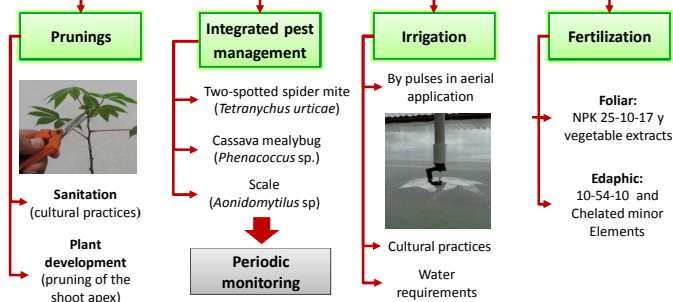 Prunings
Sanitation
(cultural practices)
Plant
development
(pruning of the
shoot apex)
Integrated pest
management
Two-spotted spider mite
(Tetranychus urticae)
Cassava mealybug
(Phenacoccus sp.)
Scale
(Aonidomytilus sp)
Periodic
monitoring
Irrigation
By pulses in aerial
application
Cultural practices
Water
requirements
Fertilization
Foliar:
NPK 25-10-17 y
vegetable extracts
Edaphic:
10-54-10 and
Chelated minor
Elements